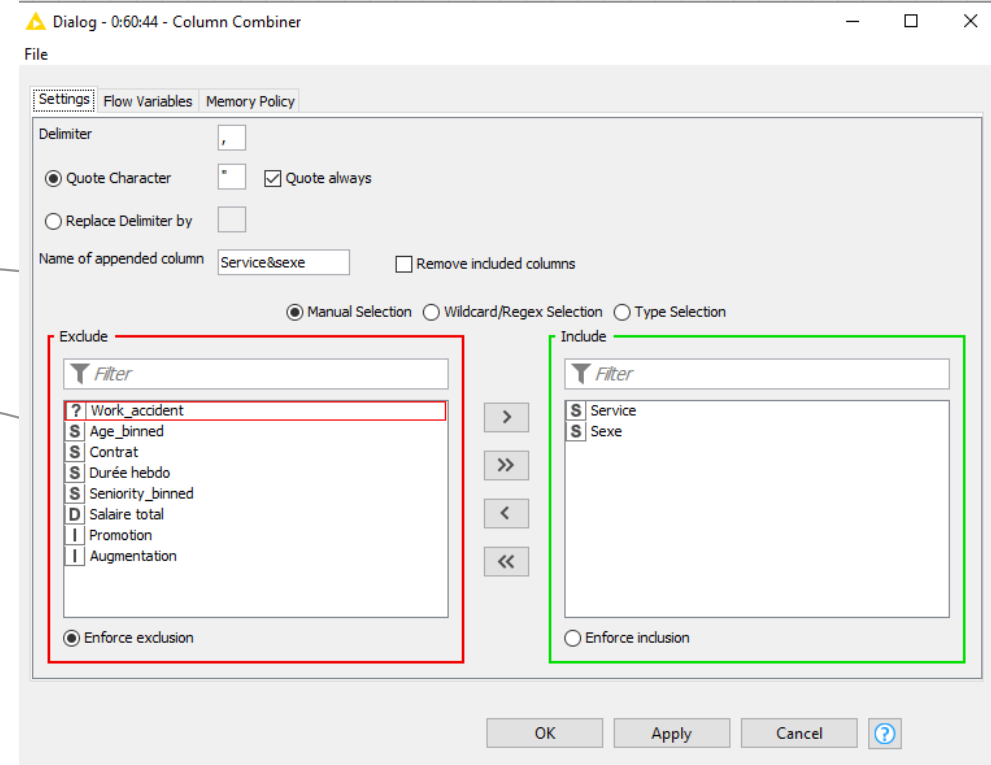 Dialog - 0:60:44 - Column Combiner
File
Settings Flow Variables Memory Policy
Delimiter ,
Quote Character " Quote always
Replace Delimiter by
Name of appended column Service&sexe Remove included columns
Manual Selection Wildcard/Regex Selection Type Selection
Exclude
Filter
? Work_accident
S Age_binned
S Contrat
S Durée hebdo
S Seniority_binned
D Salaire total
I Promotion
I Augmentation
Enforce exclusion
>
>>
<
<<
Include
Filter
S Service
S Sexe
Enforce inclusion
OK Apply Cancel ?